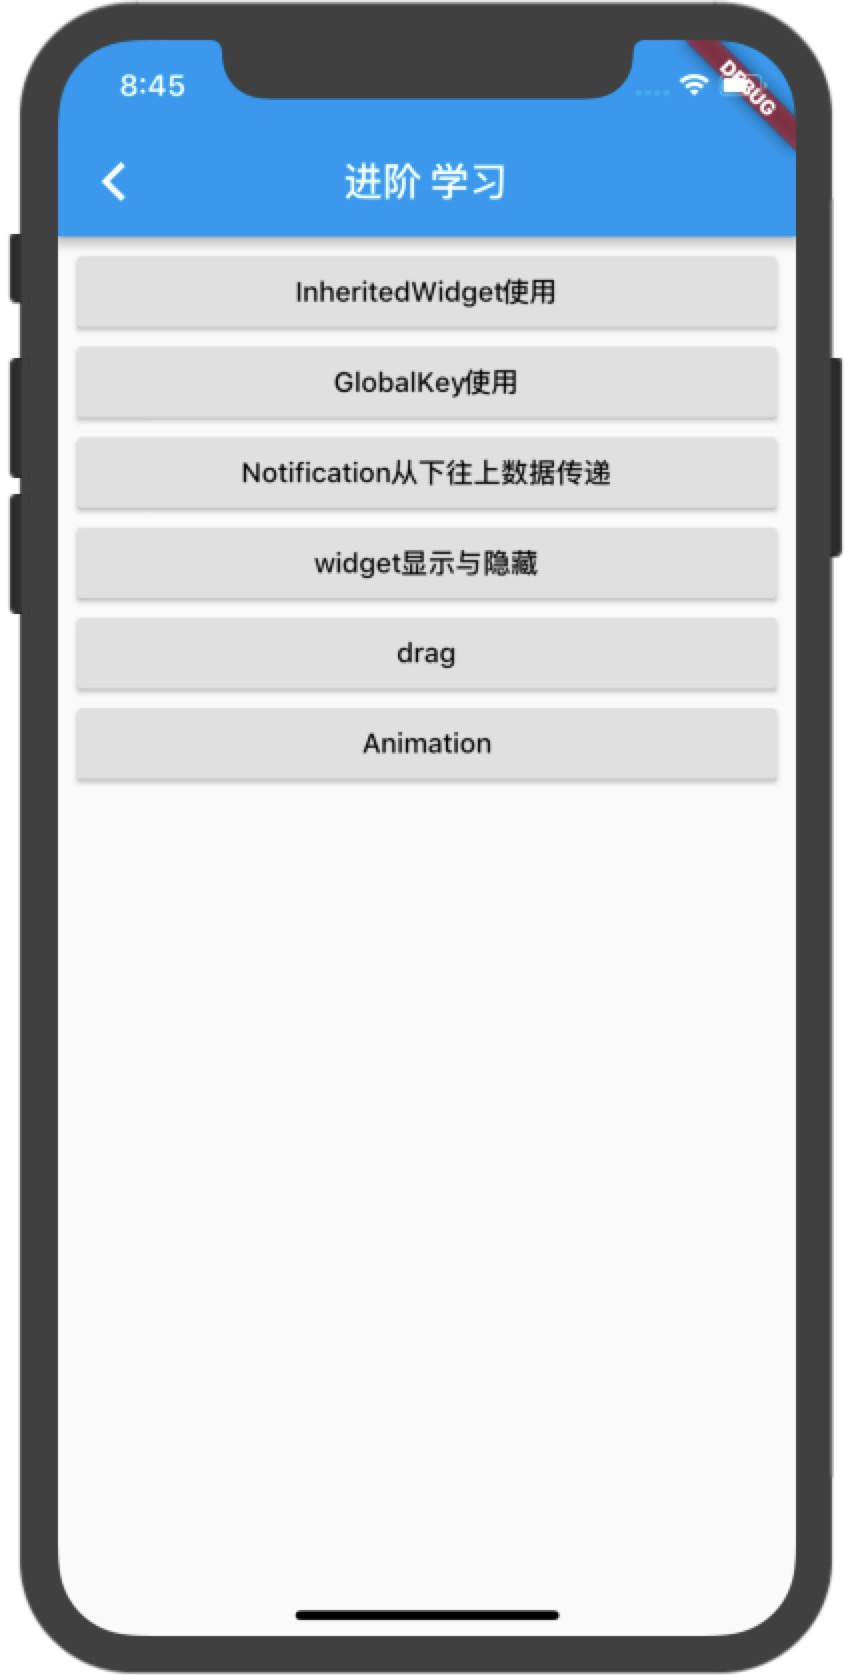 8:45
DEBUG
进阶 学习
InheritedWidget使用
GlobalKey使用
Notification从下往上数据传递
widget显示与隐藏
drag
Animation